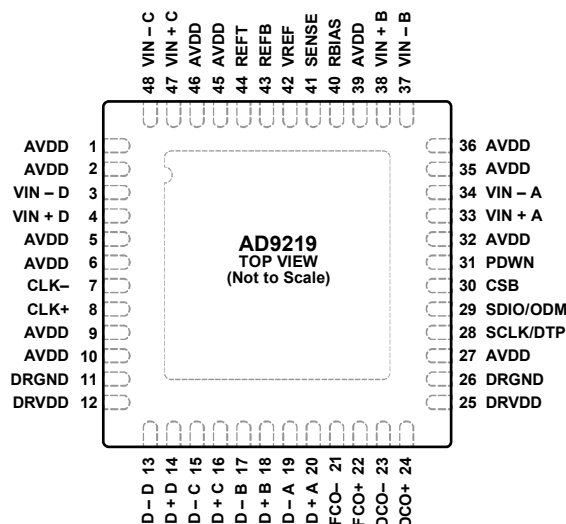 48 VIN – C
47 VIN + C
46 AVDD
45 AVDD
44 REFT
43 REFB
42 VREF
41 SENSE
40 RBIAS
39 AVDD
38 VIN + B
37 VIN – B
AVDD 1
AVDD 2
VIN – D 3
VIN + D 4
AVDD 5
AVDD 6
CLK– 7
CLK+ 8
AVDD 9
AVDD 10
DRGND 11
DRVDD 12
AD9219
TOP VIEW
(Not to Scale)
36 AVDD
35 AVDD
34 VIN – A
33 VIN + A
32 AVDD
31 PDWN
30 CSB
29 SDIO/ODM
28 SCLK/DTP
27 AVDD
26 DRGND
25 DRVDD
D – D 13
D + D 14
D – C 15
D + C 16
D – B 17
D + B 18
D – A 19
D + A 20
FCO– 21
FCO+ 22
DCO– 23
DCO+ 24